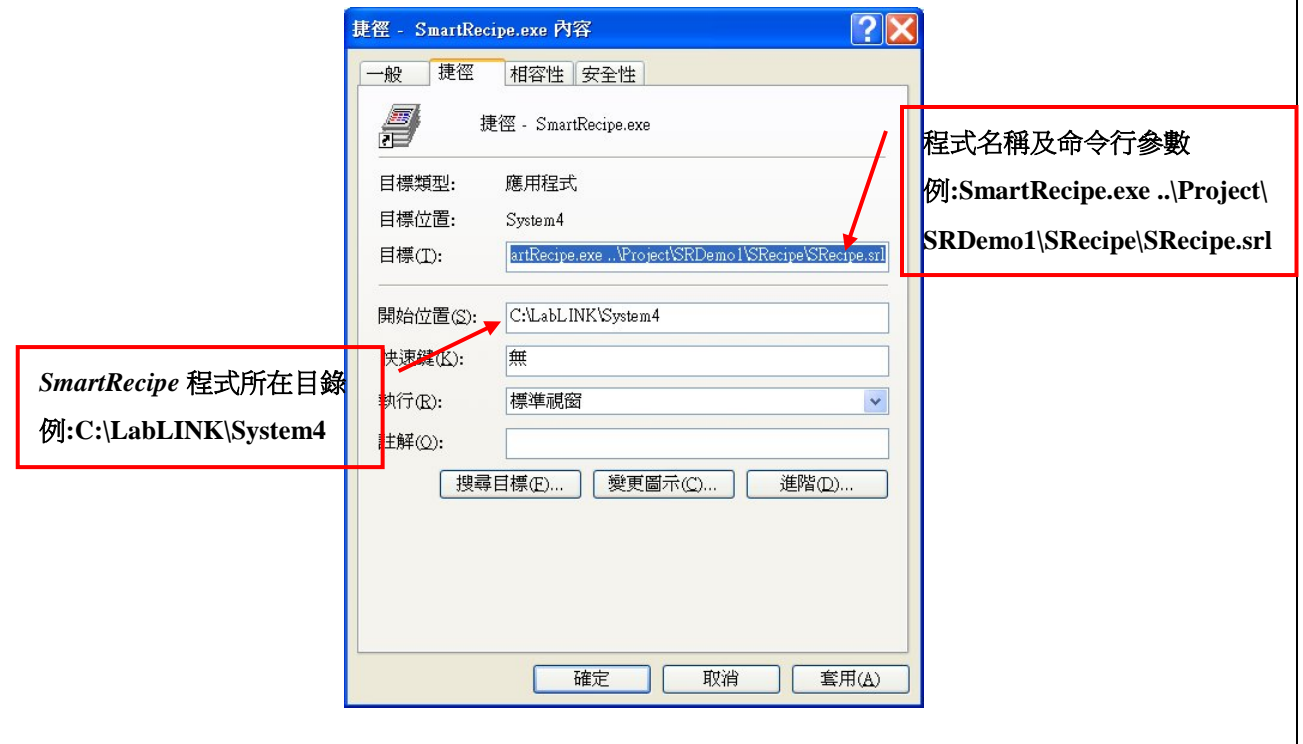 捷徑 - SmartRecipe.exe 內容
一般 捷徑 相容性 安全性
捷徑 - SmartRecipe.exe
目標類型: 應用程式
目標位置: System4
目標(T): artRecipe.exe ..\Project\SRDemo1\SRecipe\SRecipe.srl
開始位置(S): C:\LabLINK\System4
快速鍵(K): 無
執行(R): 標準視窗
註解(O):
搜尋目標(F)... 變更圖示(C)... 進階(D)...
確定 取消 套用(A)
程式名稱及命令行參數
例:SmartRecipe.exe ..\Project\
SRDemo1\SRecipe\SRecipe.srl
SmartRecipe 程式所在目錄
例:C:\LabLINK\System4